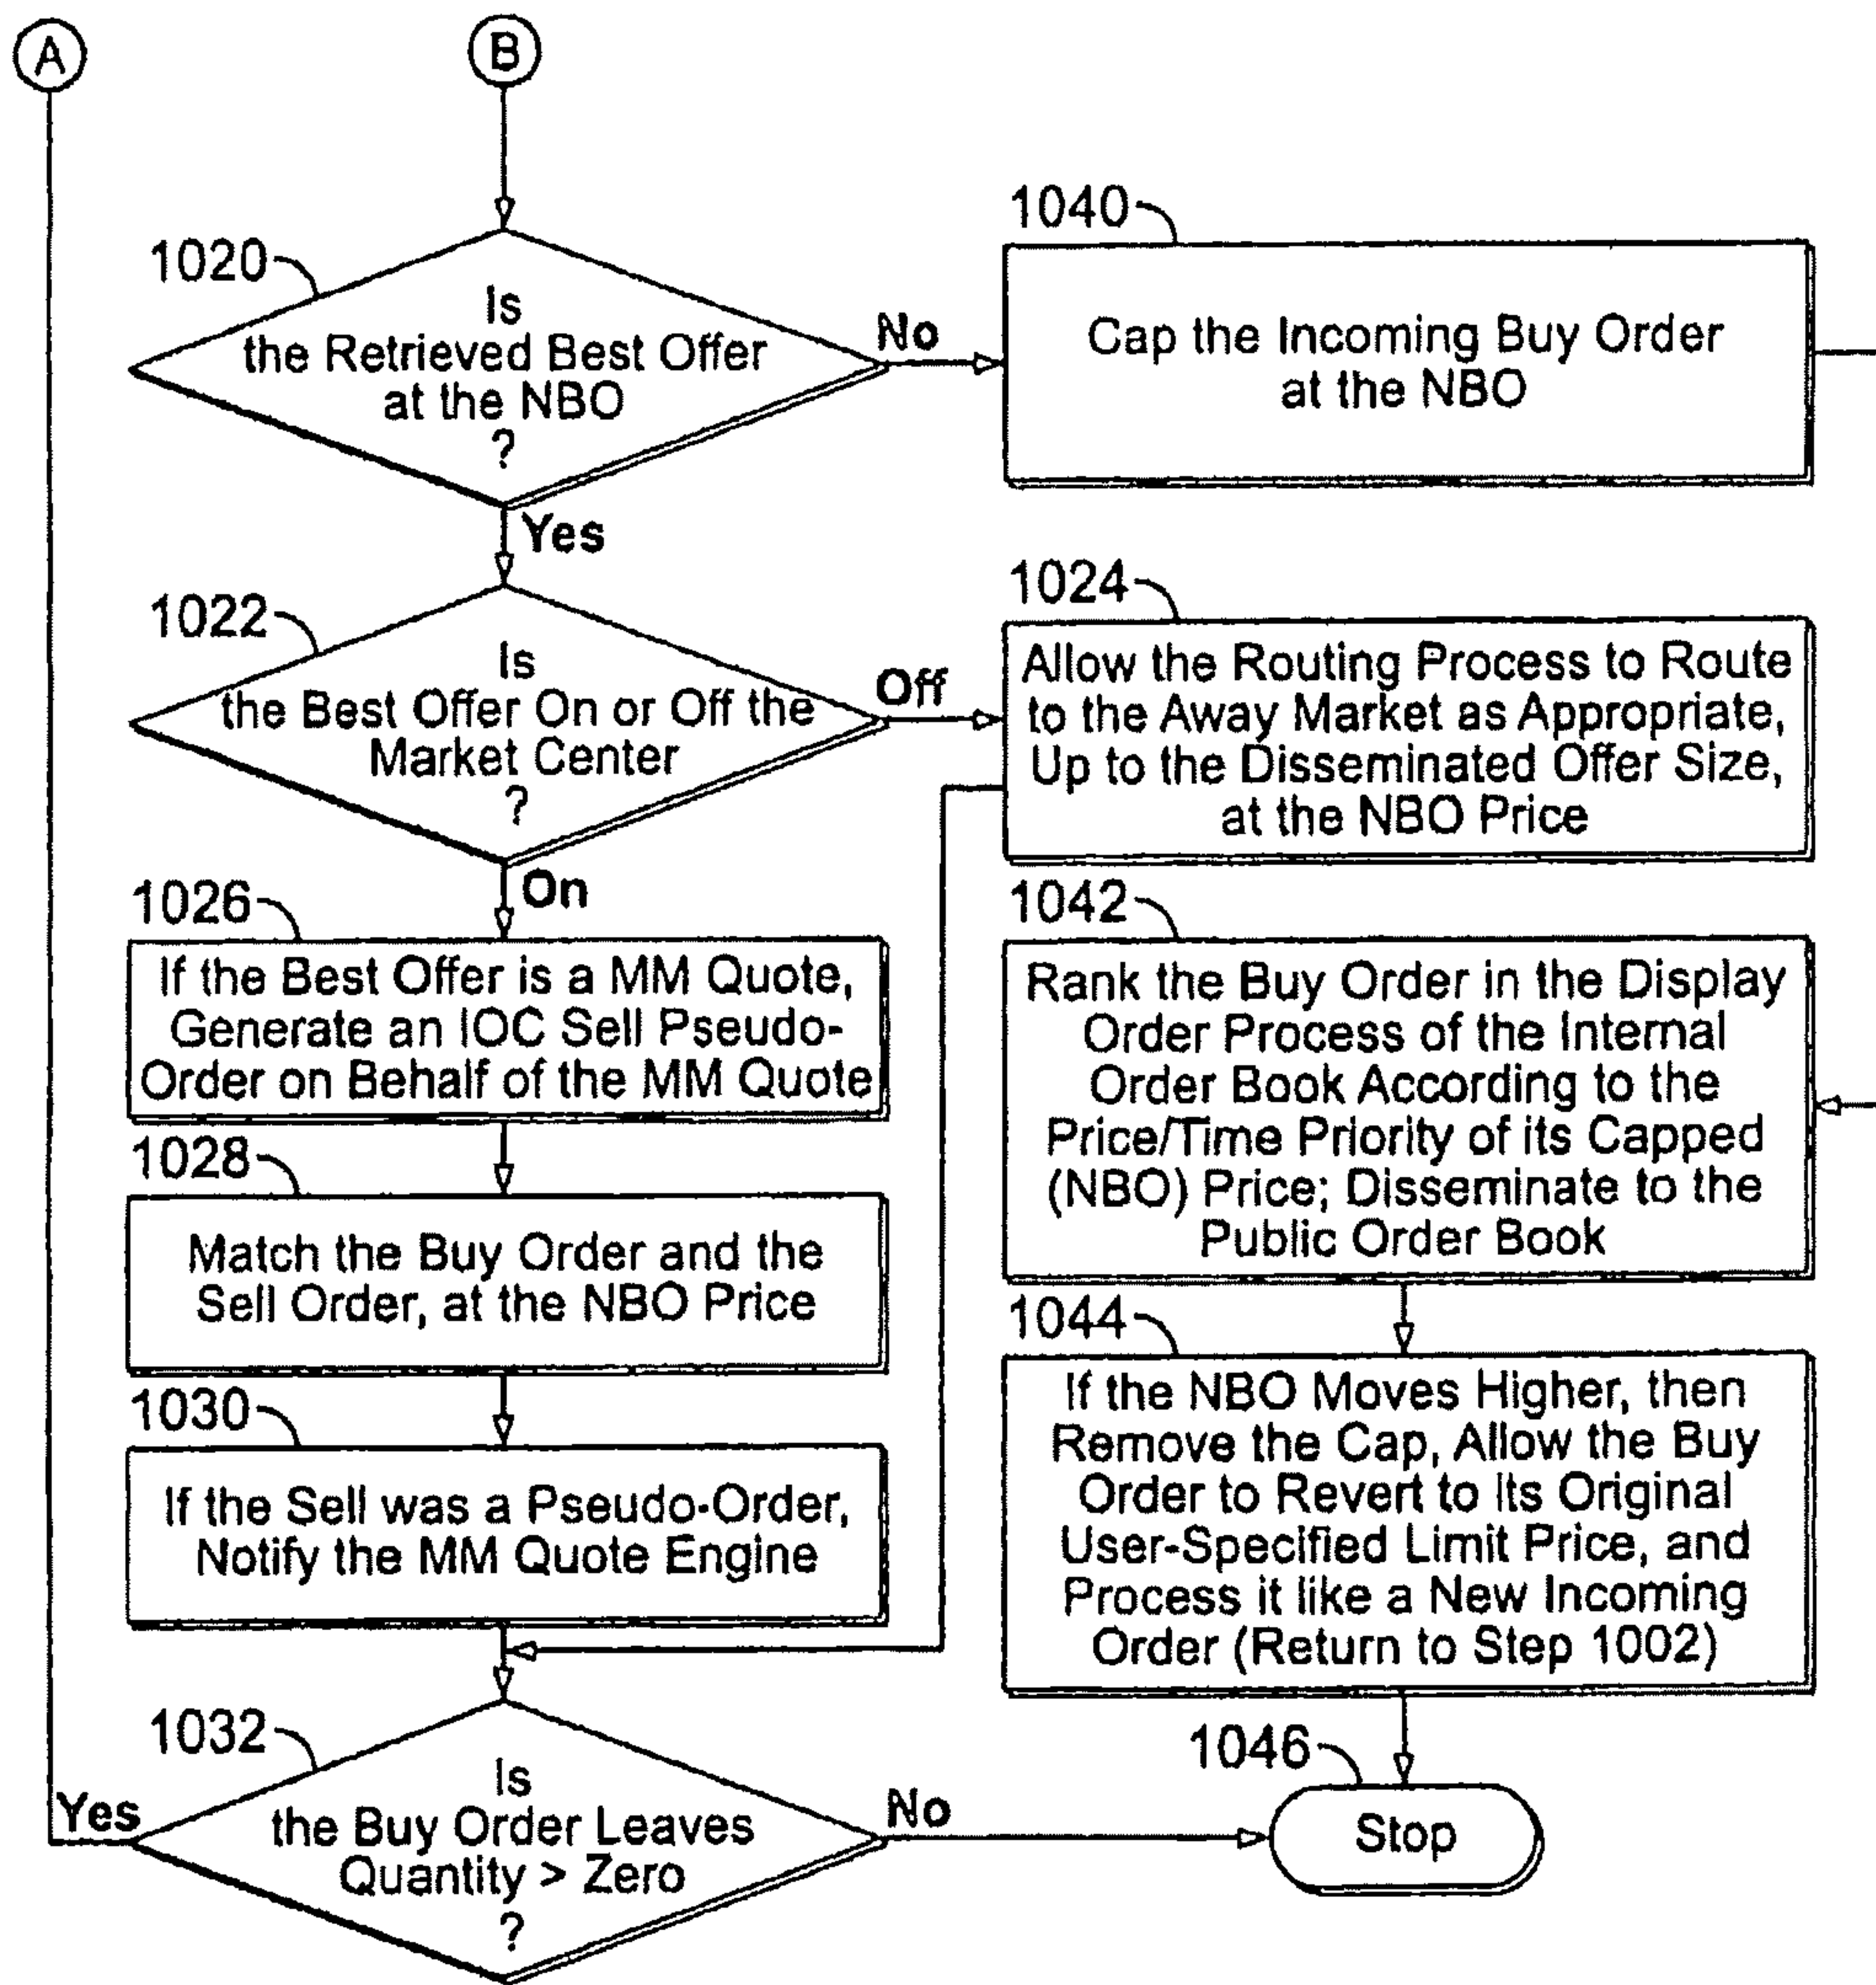 A
B
1020
Is
the Retrieved Best Offer
at the NBO
?
No
Yes
1040
Cap the Incoming Buy Order
at the NBO
1022
Is
the Best Offer On or Off the
Market Center
?
Off
On
1024
Allow the Routing Process to Route
to the Away Market as Appropriate,
Up to the Disseminated Offer Size,
at the NBO Price
1026
If the Best Offer is a MM Quote,
Generate an IOC Sell Pseudo-
Order on Behalf of the MM Quote
1028
Match the Buy Order and the
Sell Order, at the NBO Price
1030
If the Sell was a Pseudo-Order,
Notify the MM Quote Engine
1032
Is
the Buy Order Leaves
Quantity > Zero
?
Yes
No
1042
Rank the Buy Order in the Display
Order Process of the Internal
Order Book According to the
Price/Time Priority of its Capped
(NBO) Price; Disseminate to the
Public Order Book
1044
If the NBO Moves Higher, then
Remove the Cap, Allow the Buy
Order to Revert to Its Original
User-Specified Limit Price, and
Process it like a New Incoming
Order (Return to Step 1002)
1046
Stop